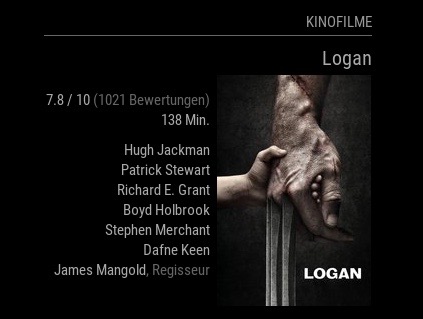 KINOFILME
Logan
7.8 / 10 (1021 Bewertungen)
138 Min.
Hugh Jackman
Patrick Stewart
Richard E. Grant
Boyd Holbrook
Stephen Merchant
Dafne Keen
James Mangold, Regisseur
LOGAN